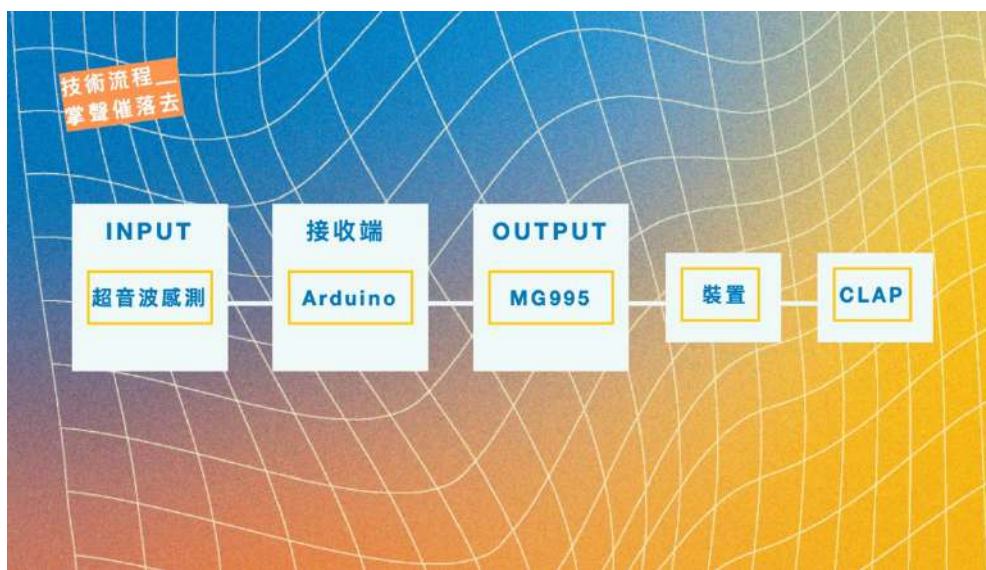 技術流程__
掌聲催落去
INPUT
超音波感測
接收端
Arduino
OUTPUT
MG995
裝置
CLAP